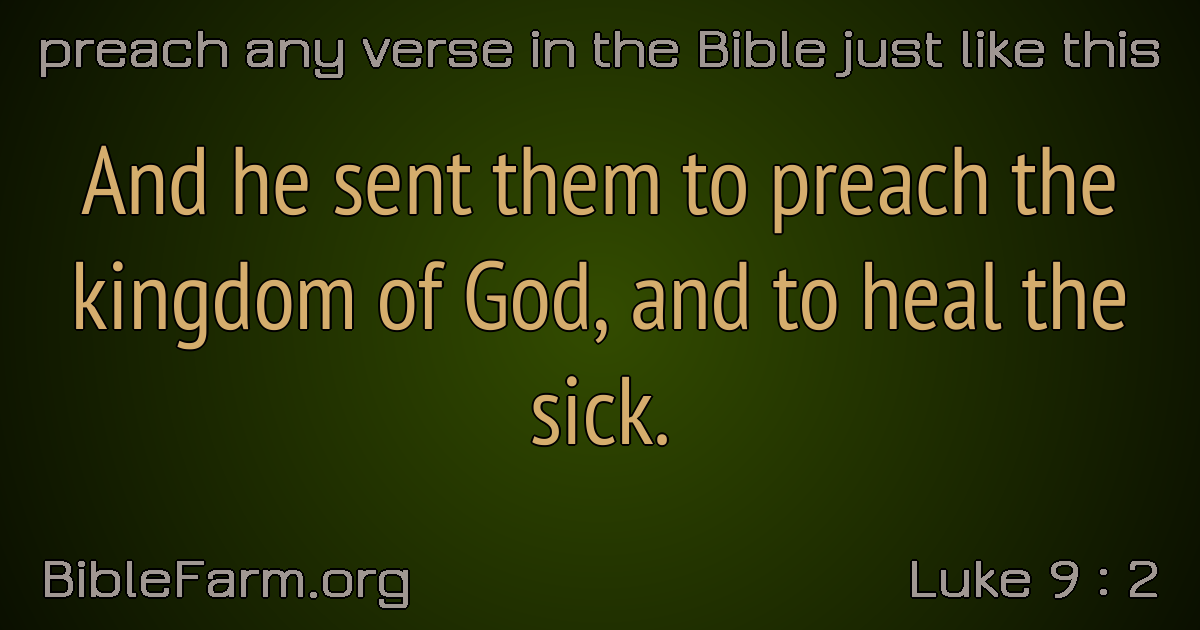 preach any verse in the Bible just like this
And he sent them to preach the
kingdom of God, and to heal the
sick.
BibleFarm.org
Luke 9 : 2